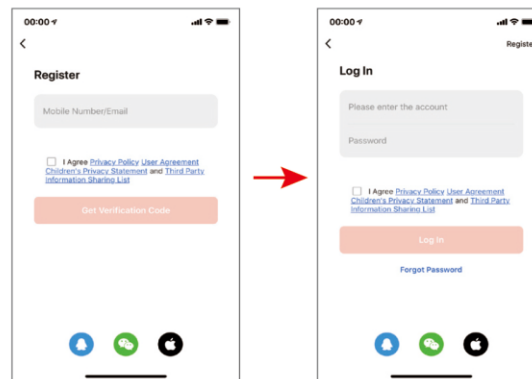 00:00
Register
Mobile Number/Email
I Agree Privacy Policy User Agreement
Children's Privacy Statement and Third Party
Information Sharing List
Get Verification Code
00:00
Registe
Log In
Please enter the account
Password
I Agree Privacy Policy User Agreement
Children's Privacy Statement and Third Party
Information Sharing List
Log In
Forgot Password